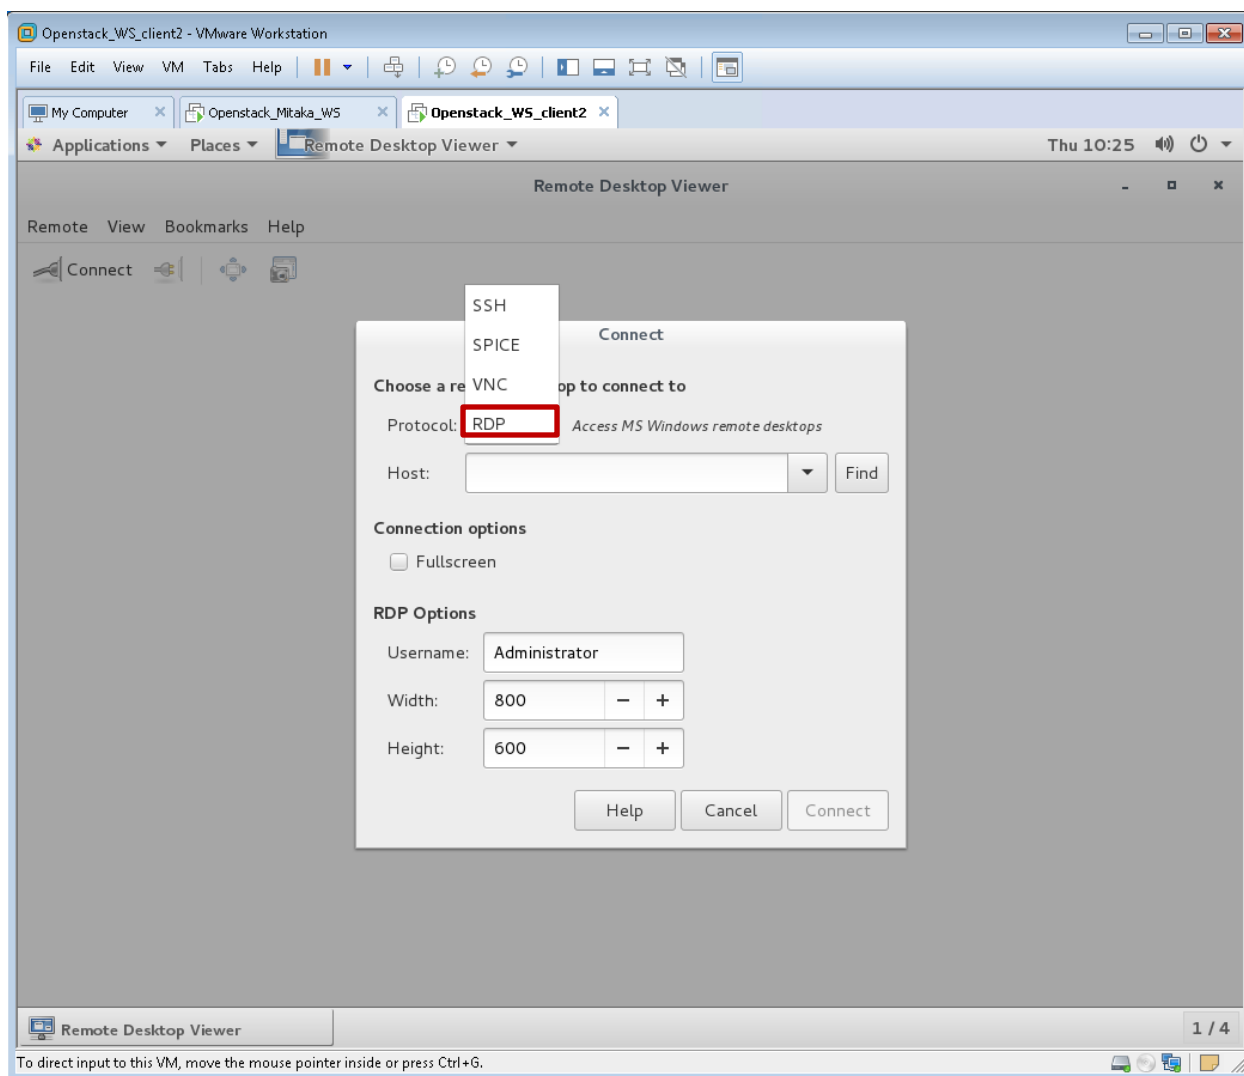 Openstack_WS_client2 - VMware Workstation
File Edit View VM Tabs Help
My Computer Openstack_Mitaka_WS Openstack_WS_client2
Applications Places Remote Desktop Viewer Thu 10:25
Remote Desktop Viewer
Remote View Bookmarks Help
Connect
SSH
Connect
SPICE
Choose a re VNC op to connect to
Protocol: RDP Access MS Windows remote desktops
Host: Find
Connection options
Fullscreen
RDP Options
Username: Administrator
Width: 800 − +
Height: 600 − +
Help Cancel Connect
Remote Desktop Viewer 1 / 4
To direct input to this VM, move the mouse pointer inside or press Ctrl+G.